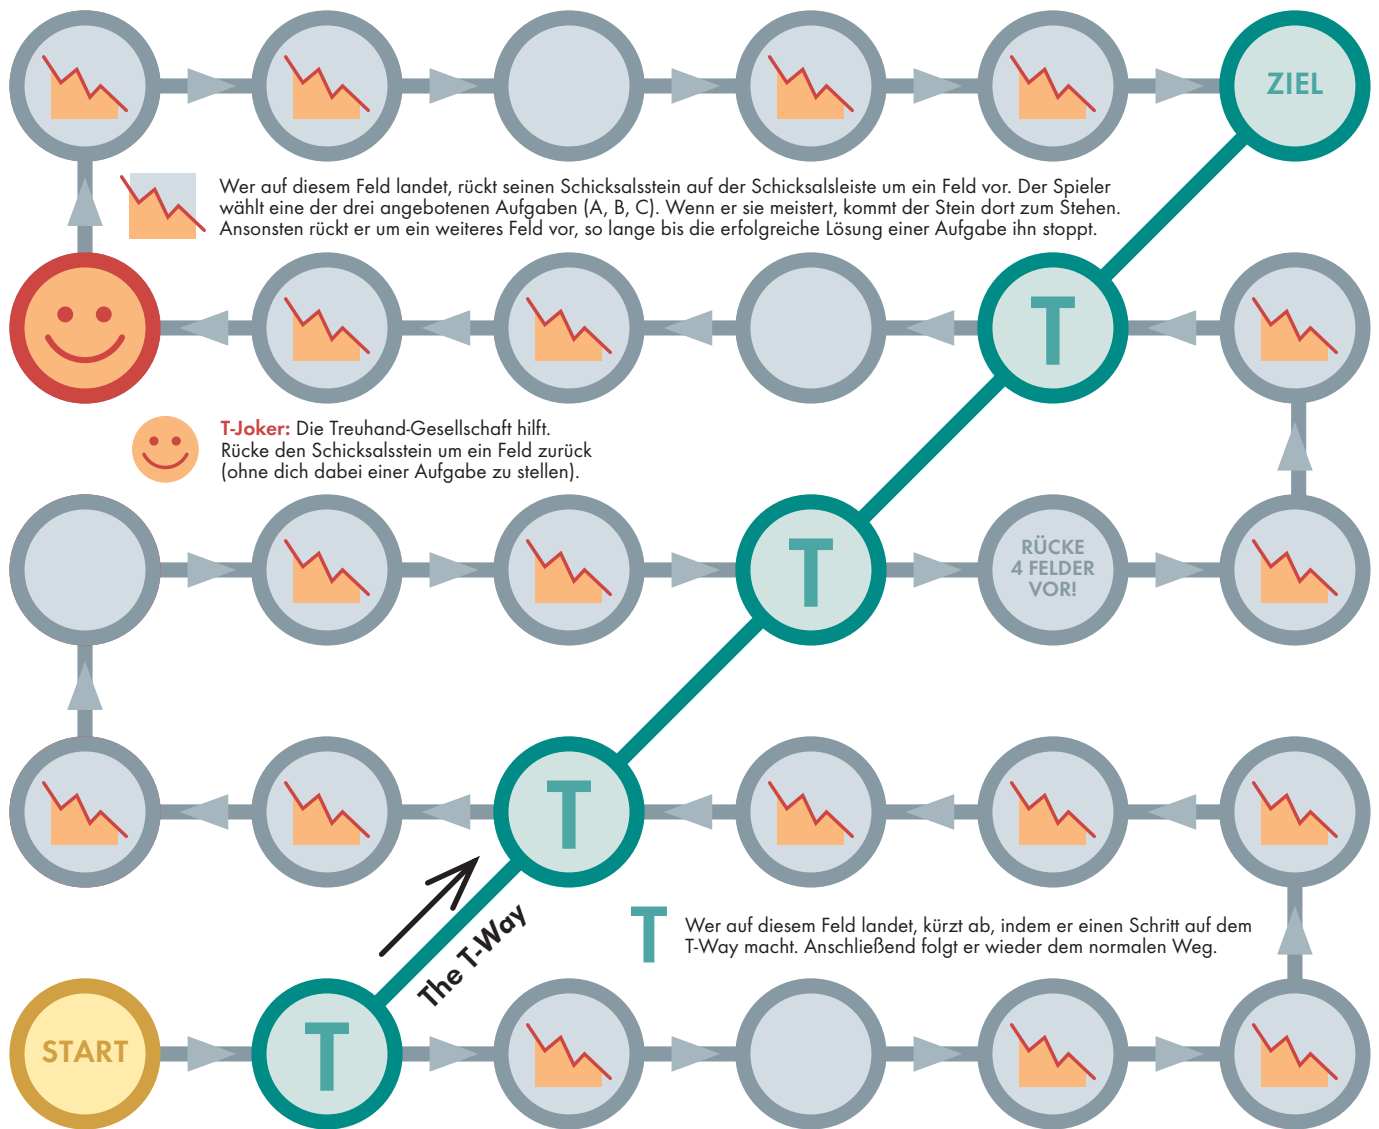 ZIEL
Wer auf diesem Feld landet, rückt seinen Schicksalsstein auf der Schicksalsleiste um ein Feld vor. Der Spieler
wählt eine der drei angebotenen Aufgaben (A, B, C). Wenn er sie meistert, kommt der Stein dort zum Stehen.
Ansonsten rückt er um ein weiteres Feld vor, so lange bis die erfolgreiche Lösung einer Aufgabe ihn stoppt.
T
T-Joker: Die Treuhand-Gesellschaft hilft.
Rücke den Schicksalsstein um ein Feld zurück
(ohne dich dabei einer Aufgabe zu stellen).
T
RÜCKE
4 FELDER
VOR!
T
The T-Way
T
Wer auf diesem Feld landet, kürzt ab, indem er einen Schritt auf dem
T-Way macht. Anschließend folgt er wieder dem normalen Weg.
START
T